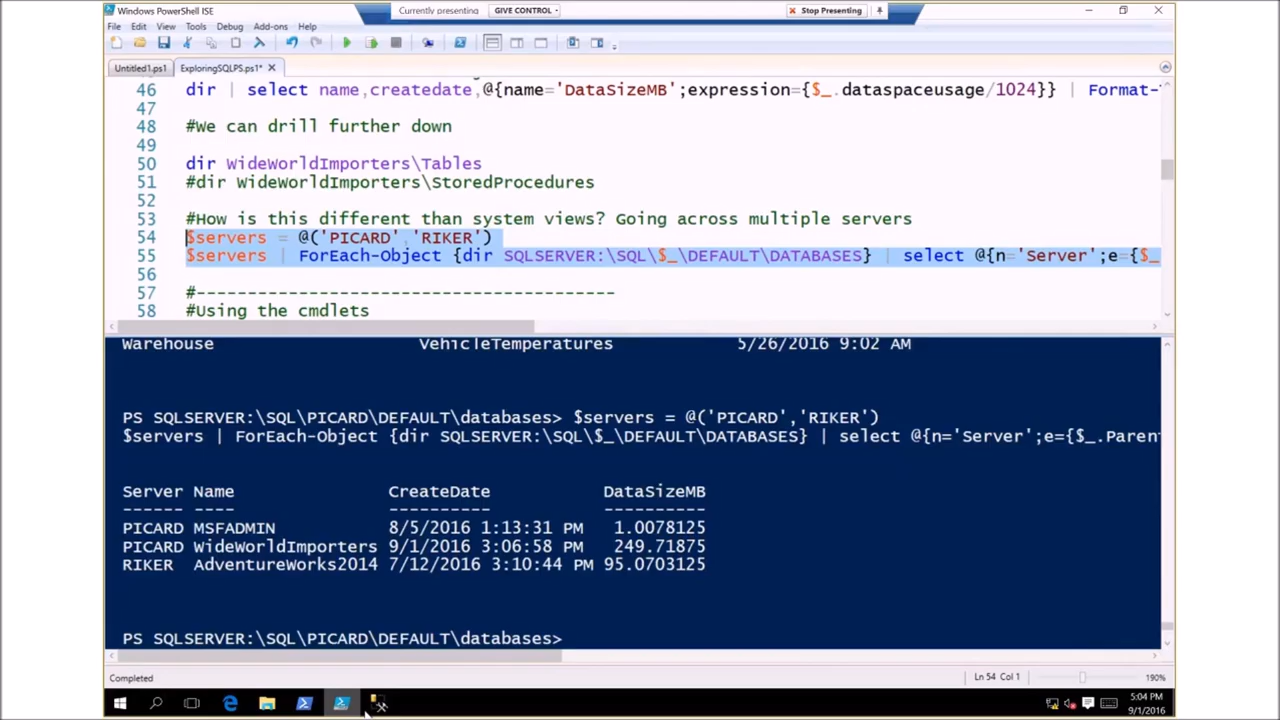 Windows PowerShell ISE
Currently presenting
GIVE CONTROL
Stop Presenting
File Edit View Tools Debug Add-ons Help
Untitled1.ps1
ExploringSQLPS.ps1*
46 dir | select name,createdate,@{name='DataSizeMB';expression={$_.dataspaceusage/1024}} | Format-
47
48 #We can drill further down
49
50 dir WideWorldImporters\Tables
51 #dir WideWorldImporters\StoredProcedures
52
53 #How is this different than system views? Going across multiple servers
54 $servers = @('PICARD','RIKER')
55 $servers | ForEach-Object {dir SQLSERVER:\SQL\$_\DEFAULT\DATABASES} | select @{n='Server';e={$_
56
57 #---------------------------------------
58 #Using the cmdlets
Warehouse VehicleTemperatures 5/26/2016 9:02 AM
PS SQLSERVER:\SQL\PICARD\DEFAULT\databases> $servers = @('PICARD','RIKER')
$servers | ForEach-Object {dir SQLSERVER:\SQL\$_\DEFAULT\DATABASES} | select @{n='Server';e={$_.Paren
Server Name CreateDate DataSizeMB
------ ---- ---------- ----------
PICARD MSFADMIN 8/5/2016 1:13:31 PM 1.0078125
PICARD WideWorldImporters 9/1/2016 3:06:58 PM 249.71875
RIKER AdventureWorks2014 7/12/2016 3:10:44 PM 95.0703125
PS SQLSERVER:\SQL\PICARD\DEFAULT\databases>
Completed
Ln 54 Col 1
190%
5:04 PM
9/1/2016